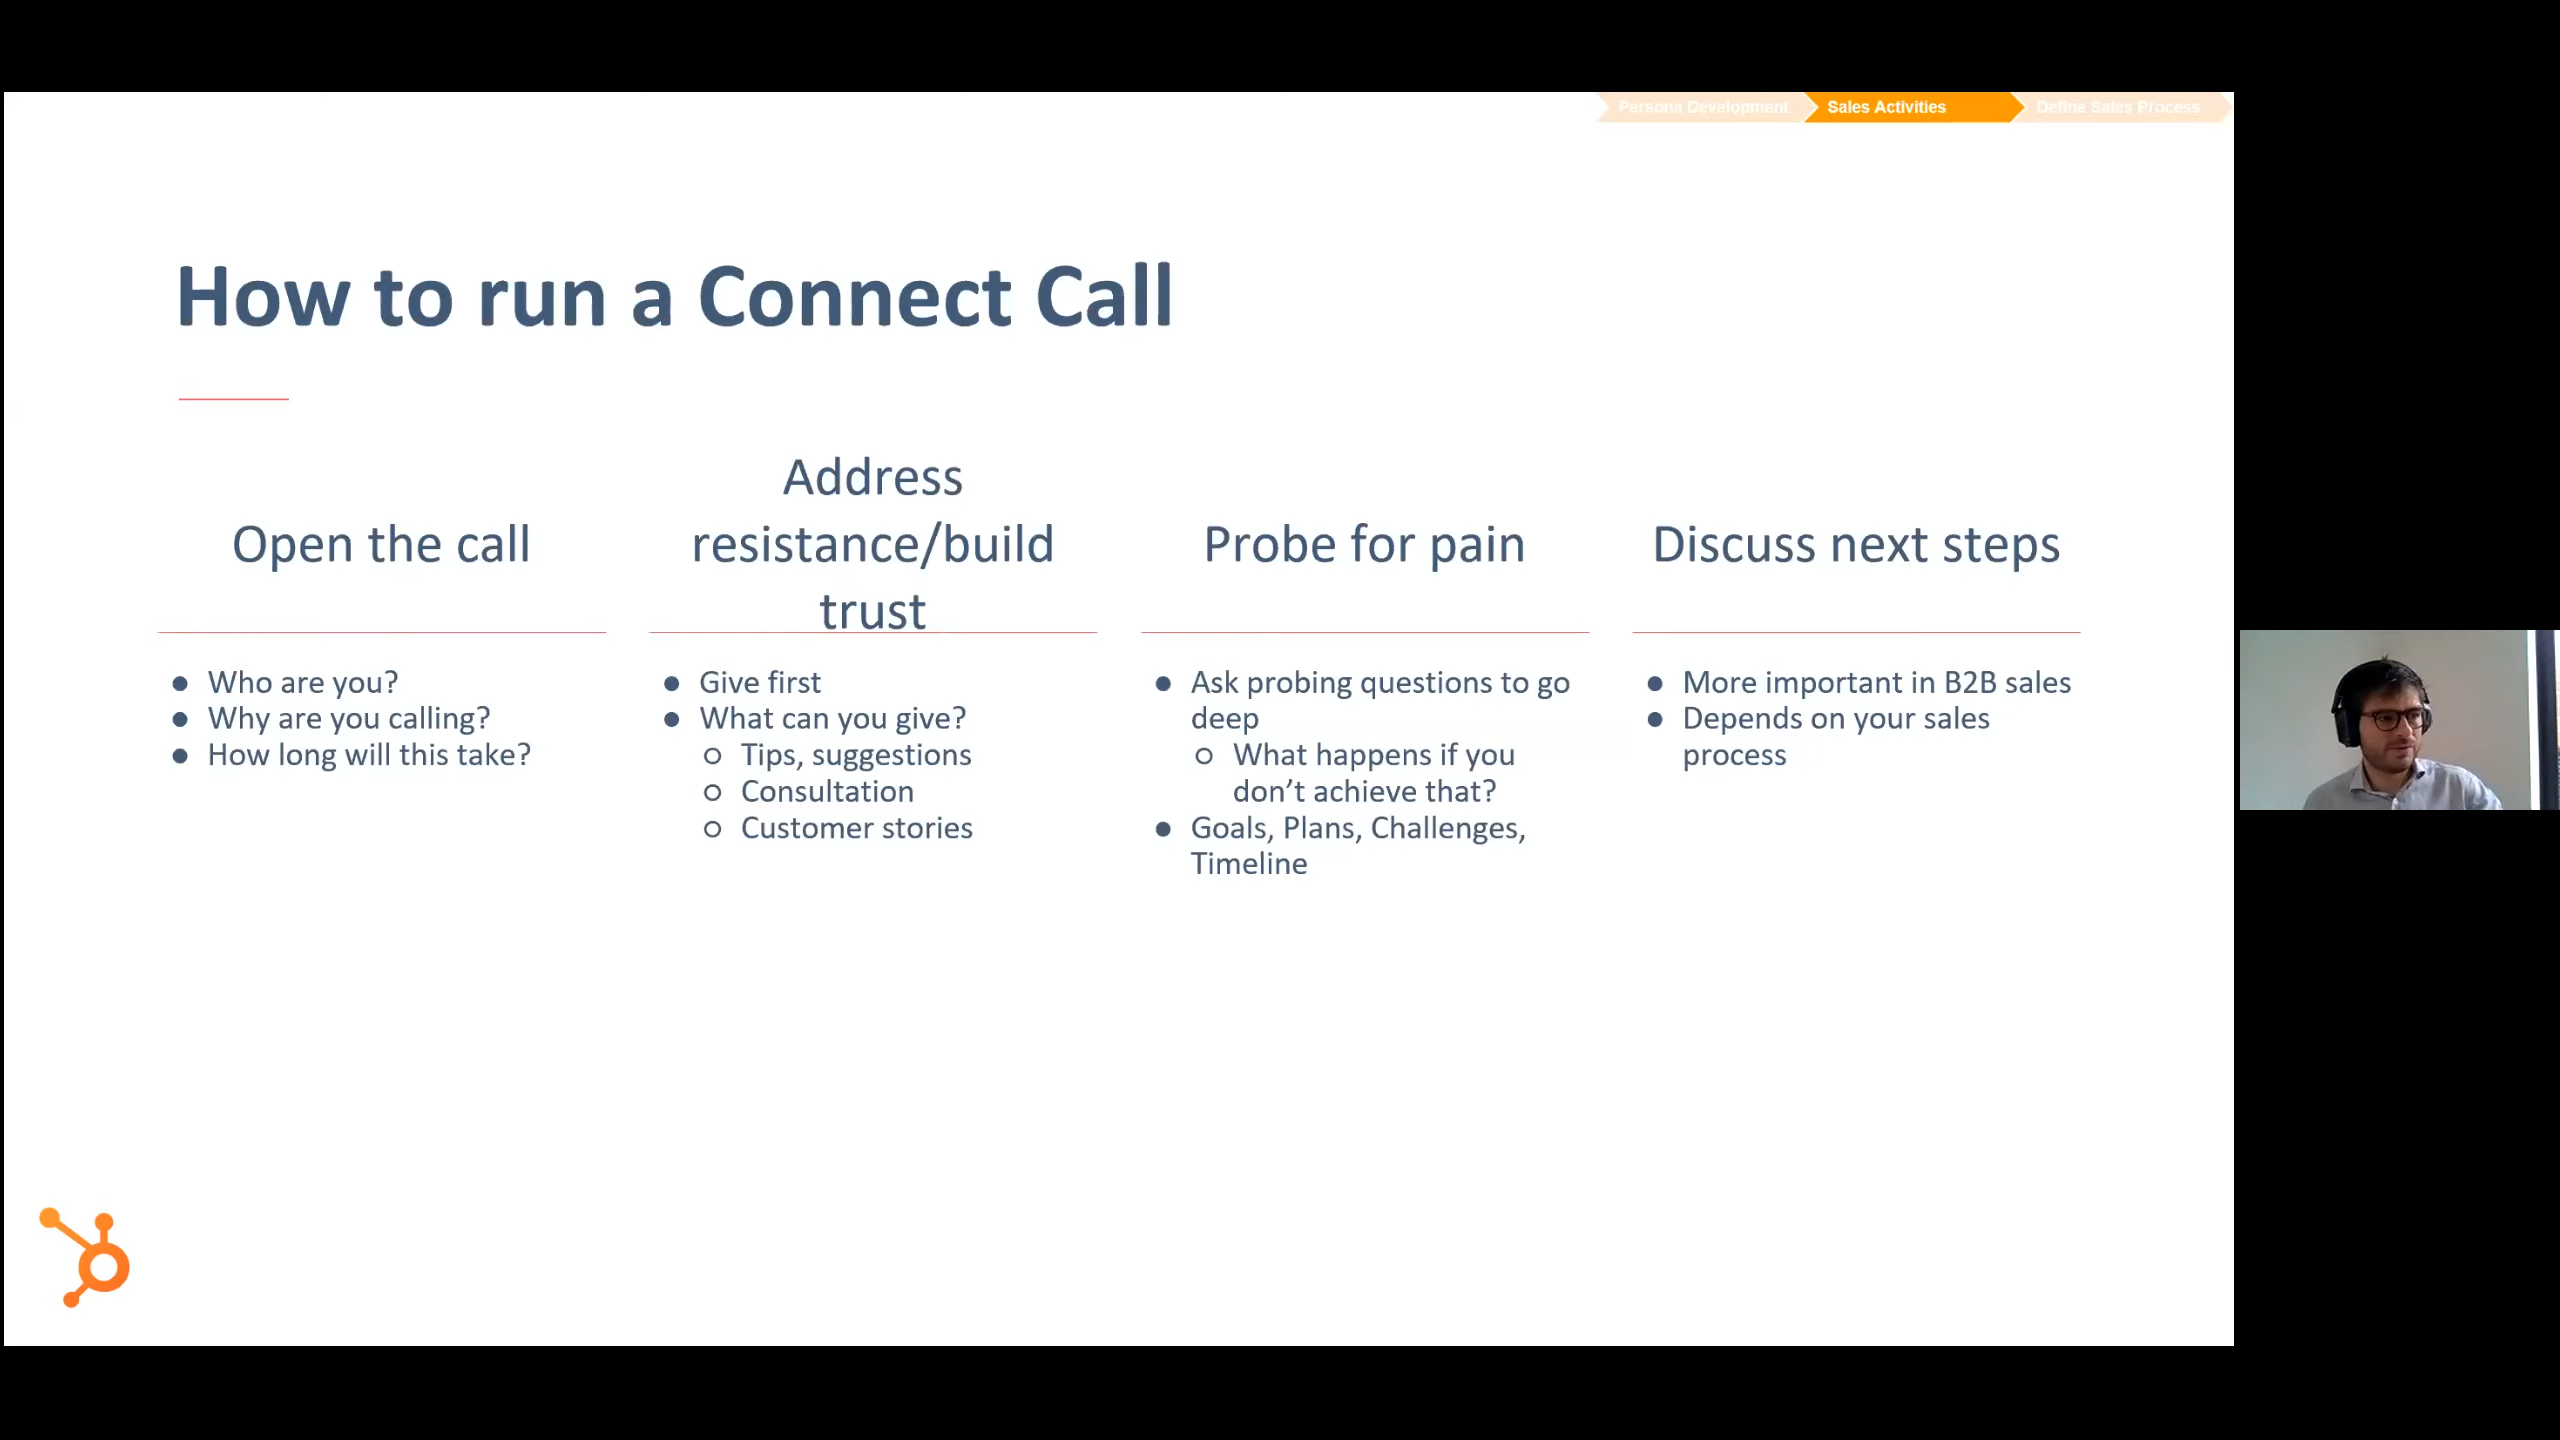 Persona Development
Sales Activities
Define Sales Process
How to run a Connect Call
Open the call
● Who are you?
● Why are you calling?
● How long will this take?
Address
resistance/build
trust
● Give first
● What can you give?
○ Tips, suggestions
○ Consultation
○ Customer stories
Probe for pain
● Ask probing questions to go
deep
○ What happens if you
don’t achieve that?
● Goals, Plans, Challenges,
Timeline
Discuss next steps
● More important in B2B sales
● Depends on your sales
process